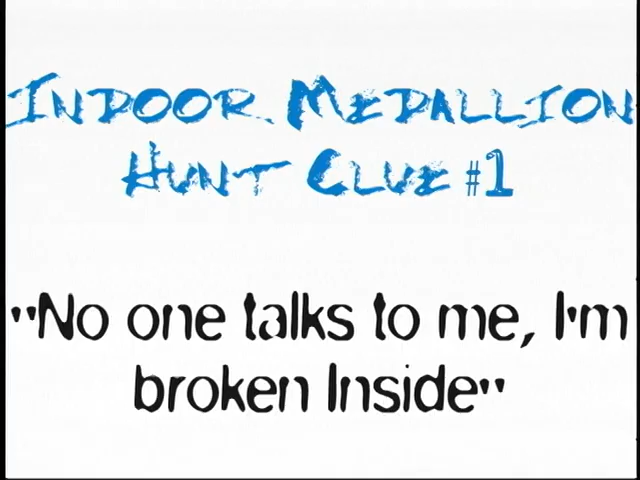 Indoor Medallion
Hunt Clue #1
"No one talks to me, I'm
broken Inside"